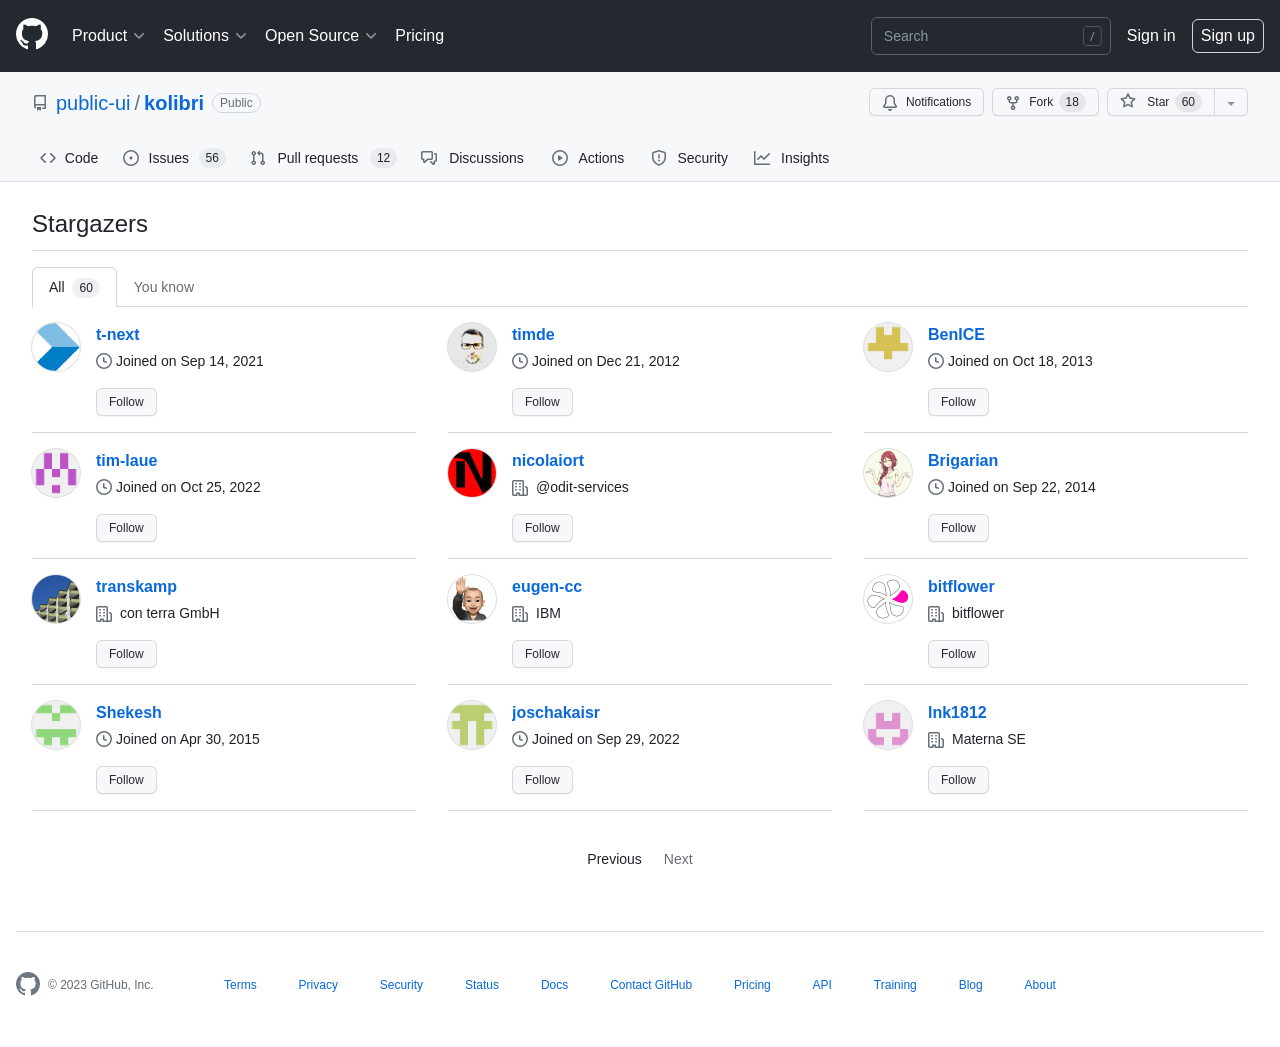 Product Solutions Open Source Pricing Search / Sign in Sign up
public-ui / kolibri Public Notifications Fork 18 Star 60
Code Issues 56 Pull requests 12 Discussions Actions Security Insights
Stargazers
All 60 You know
t-next timde BenICE
Joined on Sep 14, 2021 Joined on Dec 21, 2012 Joined on Oct 18, 2013
Follow Follow Follow
tim-laue nicolaiort Brigarian
Joined on Oct 25, 2022 @odit-services Joined on Sep 22, 2014
Follow Follow Follow
transkamp eugen-cc bitflower
con terra GmbH IBM bitflower
Follow Follow Follow
Shekesh joschakaisr lnk1812
Joined on Apr 30, 2015 Joined on Sep 29, 2022 Materna SE
Follow Follow Follow
Previous Next
© 2023 GitHub, Inc. Terms Privacy Security Status Docs Contact GitHub Pricing API Training Blog About